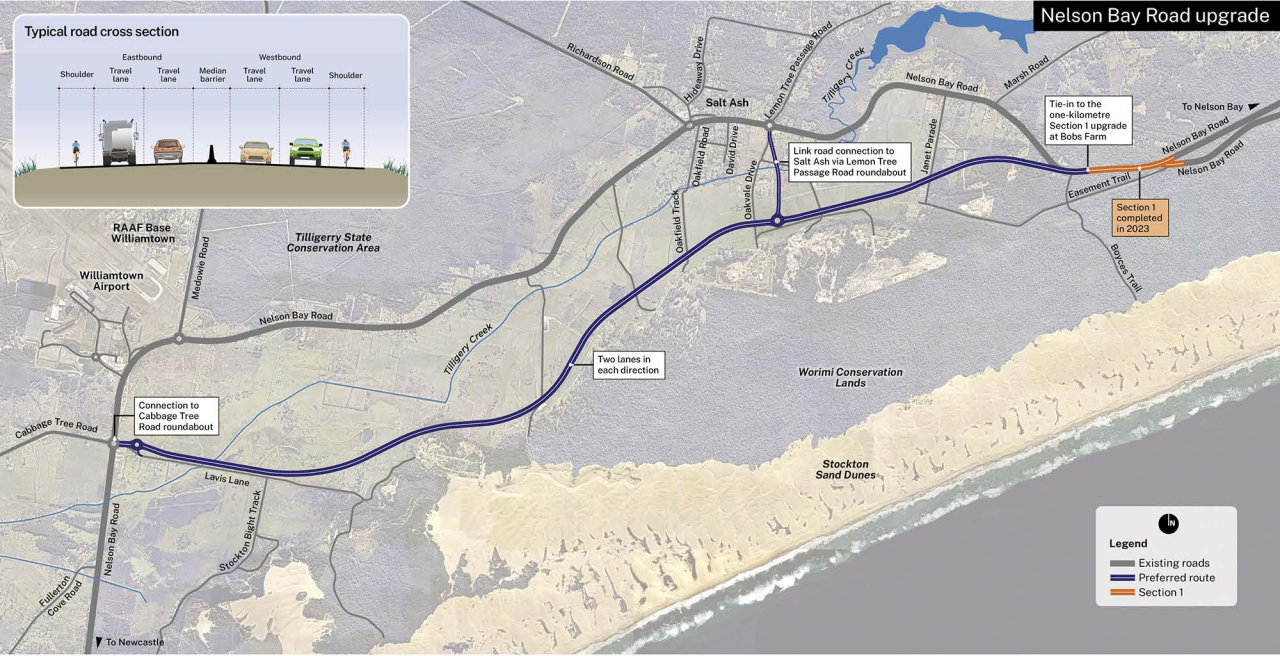 Nelson Bay Road upgrade
Typical road cross section
Eastbound
Westbound
Shoulder
Travel
lane
Travel
lane
Median
barrier
Travel
lane
Travel
lane
Shoulder
Richardson Road
Hideaway Drive
Salt Ash
Lemon Tree Passage Road
Tilligery Creek
Nelson Bay Road
Marsh Road
To Nelson Bay
Tie-in to the
one-kilometre
Section 1 upgrade
at Bobs Farm
Nelson Bay Road
Nelson Bay Road
Oakfield Road
David Drive
Link road connection to
Salt Ash via Lemon Tree
Passage Road roundabout
Janet Parade
Easement Trail
Oakvale Drive
Oakfield Track
Section 1
completed
in 2023
Boyces Trail
RAAF Base
Williamtown
Tilligerry State
Conservation Area
Medowie Road
Williamtown
Airport
Nelson Bay Road
Tilligery Creek
Two lanes in
each direction
Worimi Conservation
Lands
Connection to
Cabbage Tree
Road roundabout
Cabbage Tree Road
Lavis Lane
Stockton
Sand Dunes
Stockton Bight Track
Nelson Bay Road
Fullerton
Cove Road
To Newcastle
N
Legend
Existing roads
Preferred route
Section 1